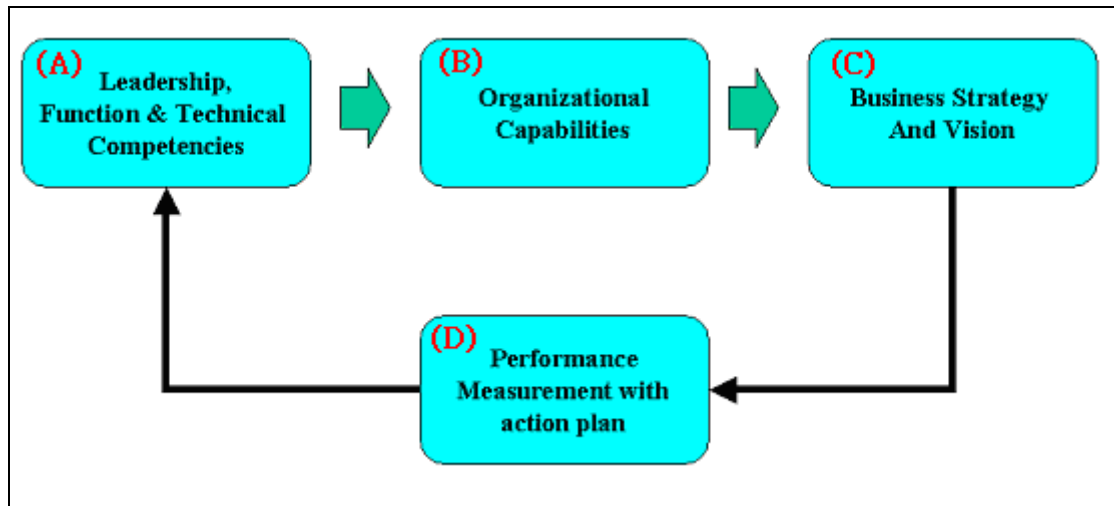 (A)
Leadership,
Function & Technical
Competencies
(B)
Organizational
Capabilities
(C)
Business Strategy
And Vision
(D)
Performance
Measurement with
action plan